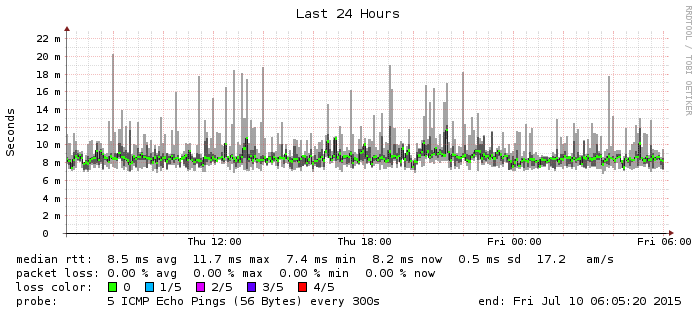 Last 24 Hours
RRDTOOL / TOBI OETIKER
Seconds
22 m
20 m
18 m
16 m
14 m
12 m
10 m
8 m
6 m
4 m
2 m
0
Thu 12:00 Thu 18:00 Fri 00:00 Fri 06:00
median rtt: 8.5 ms avg 11.7 ms max 7.4 ms min 8.2 ms now 0.5 ms sd 17.2 am/s
packet loss: 0.00 % avg 0.00 % max 0.00 % min 0.00 % now
loss color: 0 1/5 2/5 3/5 4/5
probe: 5 ICMP Echo Pings (56 Bytes) every 300s end: Fri Jul 10 06:05:20 2015